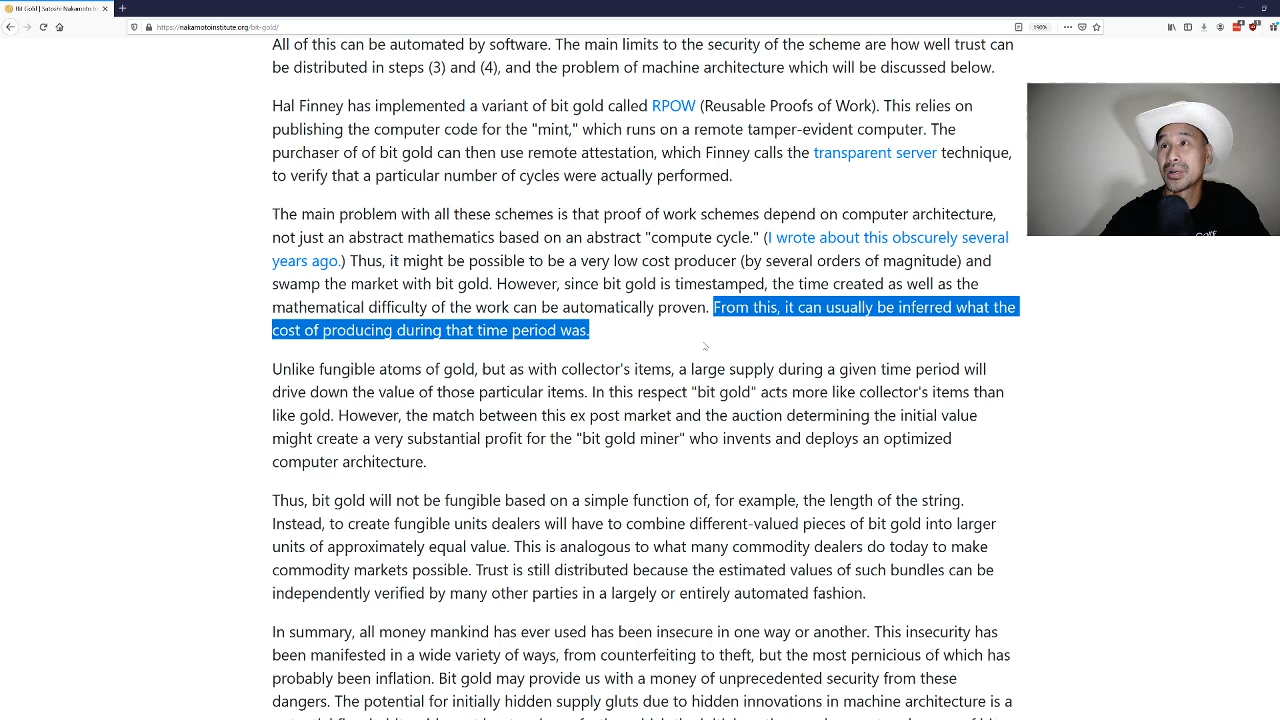 Bit Gold | Satoshi Nakamoto
https://nakamotoinstitute.org/bit-gold/
190%
All of this can be automated by software. The main limits to the security of the scheme are how well trust can
be distributed in steps (3) and (4), and the problem of machine architecture which will be discussed below.
Hal Finney has implemented a variant of bit gold called RPOW (Reusable Proofs of Work). This relies on
publishing the computer code for the "mint," which runs on a remote tamper-evident computer. The
purchaser of of bit gold can then use remote attestation, which Finney calls the transparent server technique,
to verify that a particular number of cycles were actually performed.
The main problem with all these schemes is that proof of work schemes depend on computer architecture,
not just an abstract mathematics based on an abstract "compute cycle." (I wrote about this obscurely several
years ago.) Thus, it might be possible to be a very low cost producer (by several orders of magnitude) and
swamp the market with bit gold. However, since bit gold is timestamped, the time created as well as the
mathematical difficulty of the work can be automatically proven. From this, it can usually be inferred what the
cost of producing during that time period was.
Unlike fungible atoms of gold, but as with collector's items, a large supply during a given time period will
drive down the value of those particular items. In this respect "bit gold" acts more like collector's items than
like gold. However, the match between this ex post market and the auction determining the initial value
might create a very substantial profit for the "bit gold miner" who invents and deploys an optimized
computer architecture.
Thus, bit gold will not be fungible based on a simple function of, for example, the length of the string.
Instead, to create fungible units dealers will have to combine different-valued pieces of bit gold into larger
units of approximately equal value. This is analogous to what many commodity dealers do today to make
commodity markets possible. Trust is still distributed because the estimated values of such bundles can be
independently verified by many other parties in a largely or entirely automated fashion.
In summary, all money mankind has ever used has been insecure in one way or another. This insecurity has
been manifested in a wide variety of ways, from counterfeiting to theft, but the most pernicious of which has
probably been inflation. Bit gold may provide us with a money of unprecedented security from these
dangers. The potential for initially hidden supply gluts due to hidden innovations in machine architecture is a